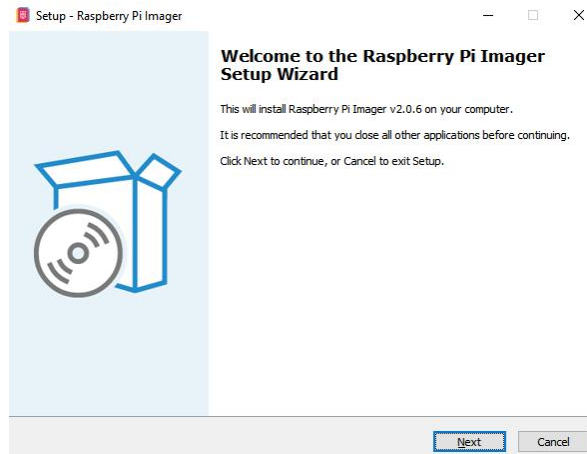 Setup - Raspberry Pi Imager
Welcome to the Raspberry Pi Imager
Setup Wizard
This will install Raspberry Pi Imager v2.0.6 on your computer.
It is recommended that you close all other applications before continuing.
Click Next to continue, or Cancel to exit Setup.
Next
Cancel